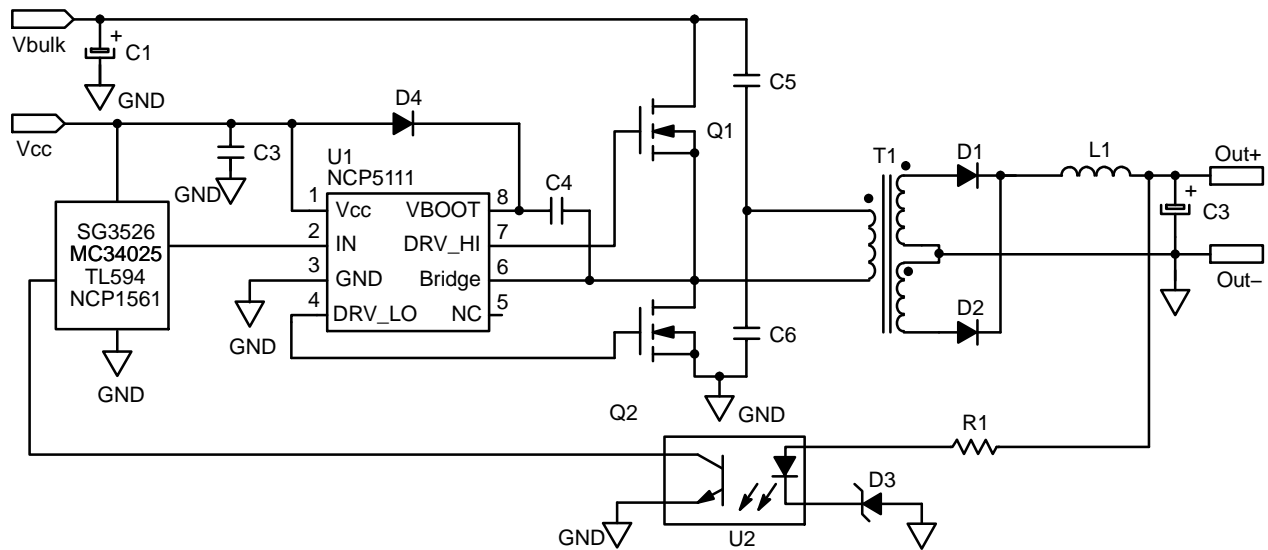 Vbulk
+
C1
GND
Vcc
D4
C3
GND
U1
NCP5111
C4
SG3526
MC34025
TL594
NCP1561
GND
1
Vcc
VBOOT
8
2
IN
DRV_HI
7
3
GND
Bridge
6
4
DRV_LO
NC
5
GND
Q1
C5
C6
Q2
GND
T1
D1
L1
Out+
+
C3
Out–
D2
R1
D3
GND
U2